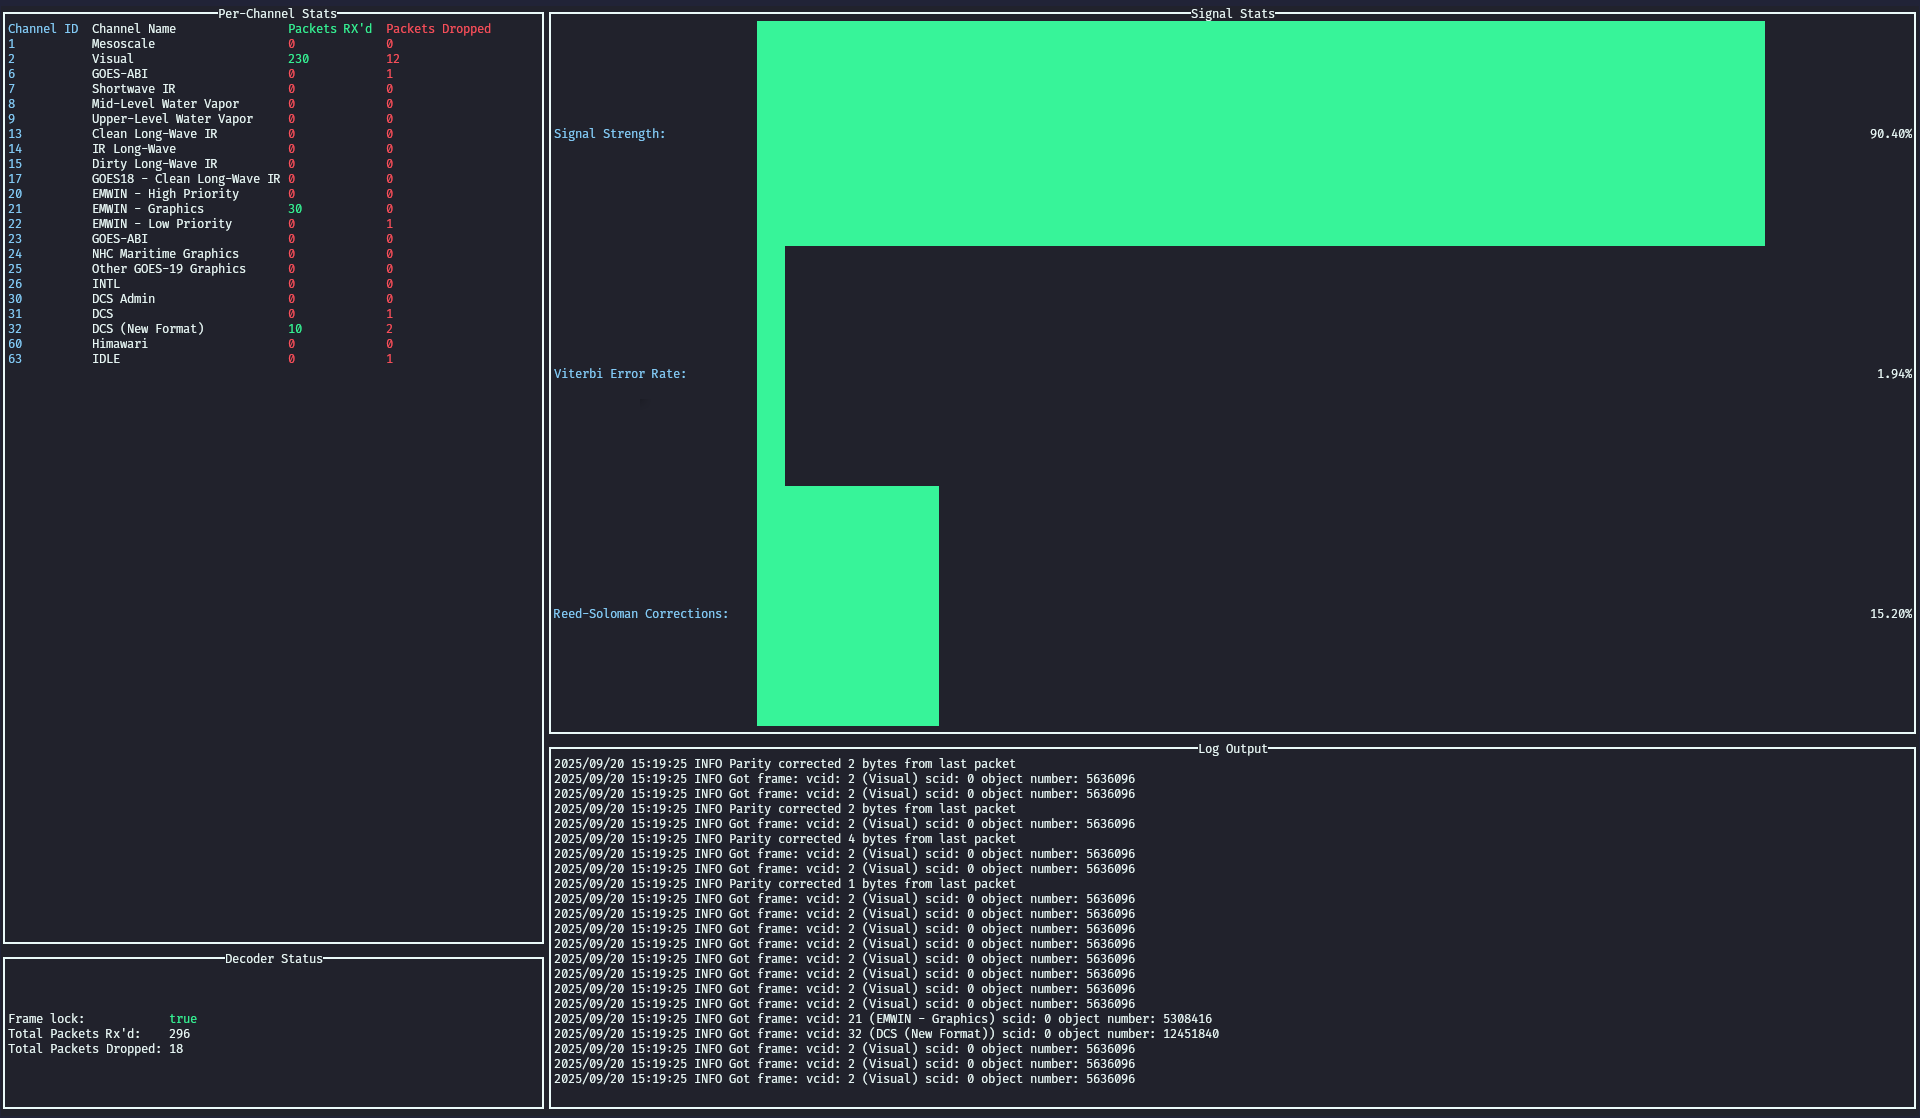 Per-Channel Stats
Channel ID Channel Name Packets RX'd Packets Dropped
1 Mesoscale 0 0
2 Visual 230 12
6 GOES-ABI 0 1
7 Shortwave IR 0 0
8 Mid-Level Water Vapor 0 0
9 Upper-Level Water Vapor 0 0
13 Clean Long-Wave IR 0 0
14 IR Long-Wave 0 0
15 Dirty Long-Wave IR 0 0
17 GOES18 - Clean Long-Wave IR 0 0
20 EMWIN - High Priority 0 0
21 EMWIN - Graphics 30 0
22 EMWIN - Low Priority 0 1
23 GOES-ABI 0 0
24 NHC Maritime Graphics 0 0
25 Other GOES-19 Graphics 0 0
26 INTL 0 0
30 DCS Admin 0 0
31 DCS 0 1
32 DCS (New Format) 10 2
60 Himawari 0 0
63 IDLE 0 1
Decoder Status
Frame lock: true
Total Packets Rx'd: 296
Total Packets Dropped: 18
Signal Stats
Signal Strength: 90.40%
Viterbi Error Rate: 1.94%
Reed-Soloman Corrections: 15.20%
Log Output
2025/09/20 15:19:25 INFO Parity corrected 2 bytes from last packet
2025/09/20 15:19:25 INFO Got frame: vcid: 2 (Visual) scid: 0 object number: 5636096
2025/09/20 15:19:25 INFO Got frame: vcid: 2 (Visual) scid: 0 object number: 5636096
2025/09/20 15:19:25 INFO Parity corrected 2 bytes from last packet
2025/09/20 15:19:25 INFO Got frame: vcid: 2 (Visual) scid: 0 object number: 5636096
2025/09/20 15:19:25 INFO Parity corrected 4 bytes from last packet
2025/09/20 15:19:25 INFO Got frame: vcid: 2 (Visual) scid: 0 object number: 5636096
2025/09/20 15:19:25 INFO Got frame: vcid: 2 (Visual) scid: 0 object number: 5636096
2025/09/20 15:19:25 INFO Parity corrected 1 bytes from last packet
2025/09/20 15:19:25 INFO Got frame: vcid: 2 (Visual) scid: 0 object number: 5636096
2025/09/20 15:19:25 INFO Got frame: vcid: 2 (Visual) scid: 0 object number: 5636096
2025/09/20 15:19:25 INFO Got frame: vcid: 2 (Visual) scid: 0 object number: 5636096
2025/09/20 15:19:25 INFO Got frame: vcid: 2 (Visual) scid: 0 object number: 5636096
2025/09/20 15:19:25 INFO Got frame: vcid: 2 (Visual) scid: 0 object number: 5636096
2025/09/20 15:19:25 INFO Got frame: vcid: 2 (Visual) scid: 0 object number: 5636096
2025/09/20 15:19:25 INFO Got frame: vcid: 2 (Visual) scid: 0 object number: 5636096
2025/09/20 15:19:25 INFO Got frame: vcid: 2 (Visual) scid: 0 object number: 5636096
2025/09/20 15:19:25 INFO Got frame: vcid: 21 (EMWIN - Graphics) scid: 0 object number: 5308416
2025/09/20 15:19:25 INFO Got frame: vcid: 32 (DCS (New Format)) scid: 0 object number: 12451840
2025/09/20 15:19:25 INFO Got frame: vcid: 2 (Visual) scid: 0 object number: 5636096
2025/09/20 15:19:25 INFO Got frame: vcid: 2 (Visual) scid: 0 object number: 5636096
2025/09/20 15:19:25 INFO Got frame: vcid: 2 (Visual) scid: 0 object number: 5636096